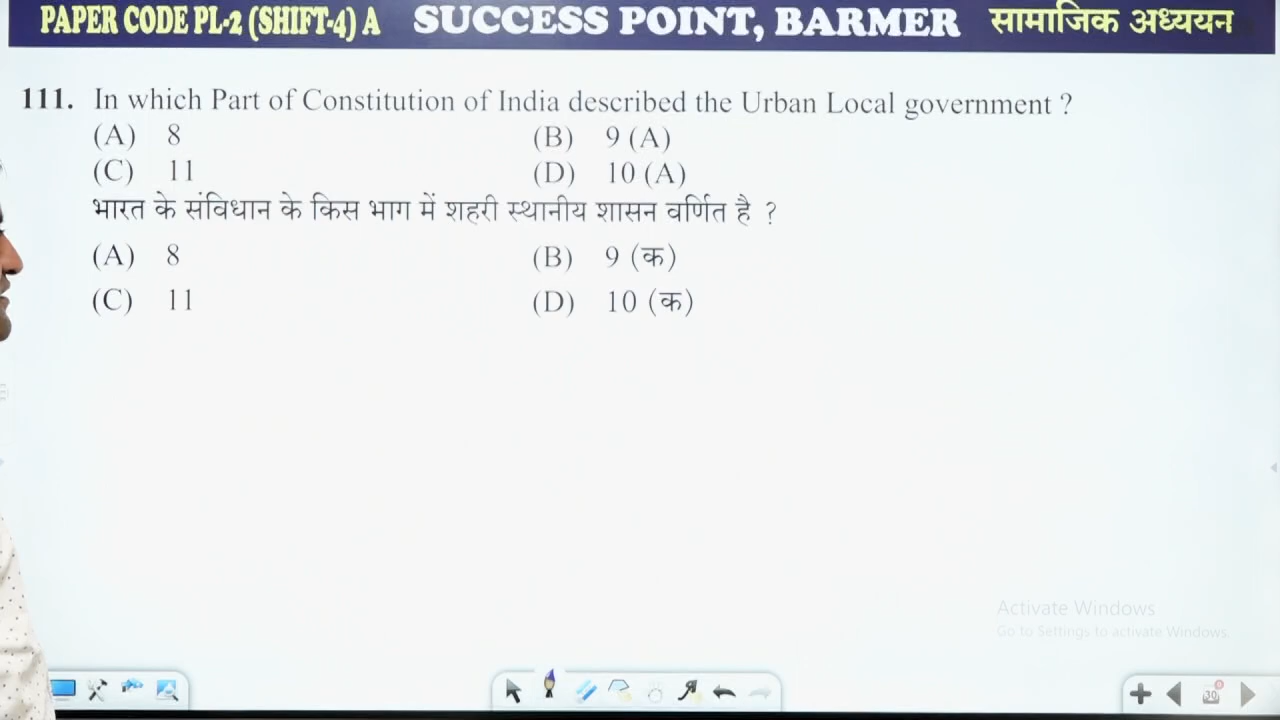 PAPER CODE PL-2 (SHIFT-4) A SUCCESS POINT, BARMER सामाजिक अध्ययन
111. In which Part of Constitution of India described the Urban Local government ?
(A) 8 (B) 9 (A)
(C) 11 (D) 10 (A)
भारत के संविधान के किस भाग में शहरी स्थानीय शासन वर्णित है ?
(A) 8 (B) 9 (क)
(C) 11 (D) 10 (क)
Activate Windows
Go to Settings to activate Windows.